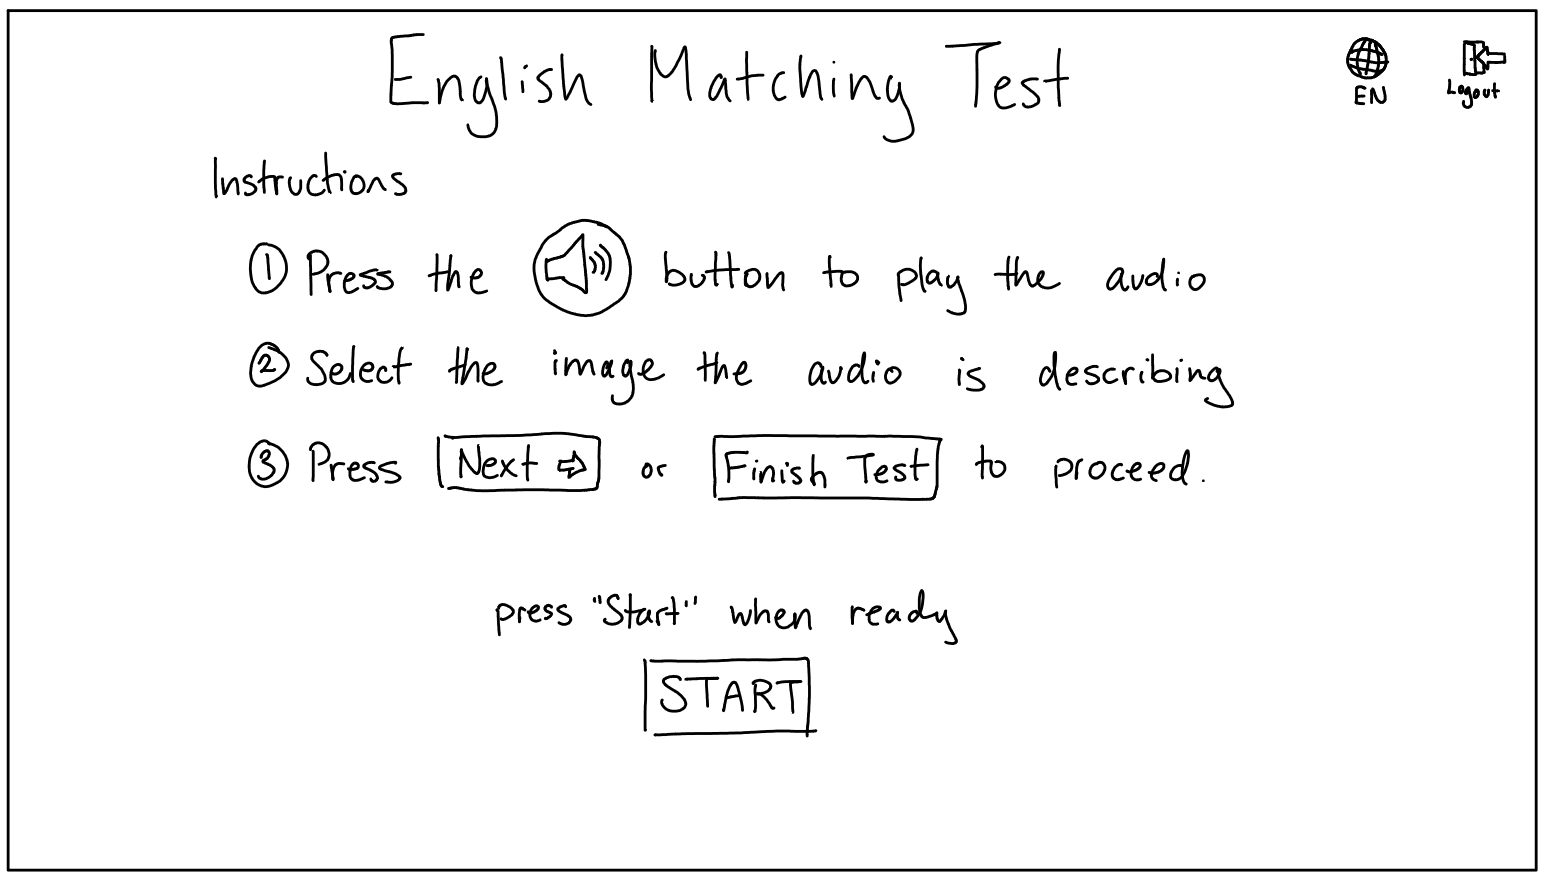 English Matching Test
EN
Logout
Instructions
1 Press the button to play the audio
2 Select the image the audio is describing
3 Press Next ⇨ or Finish Test to proceed.
press "Start" when ready
START